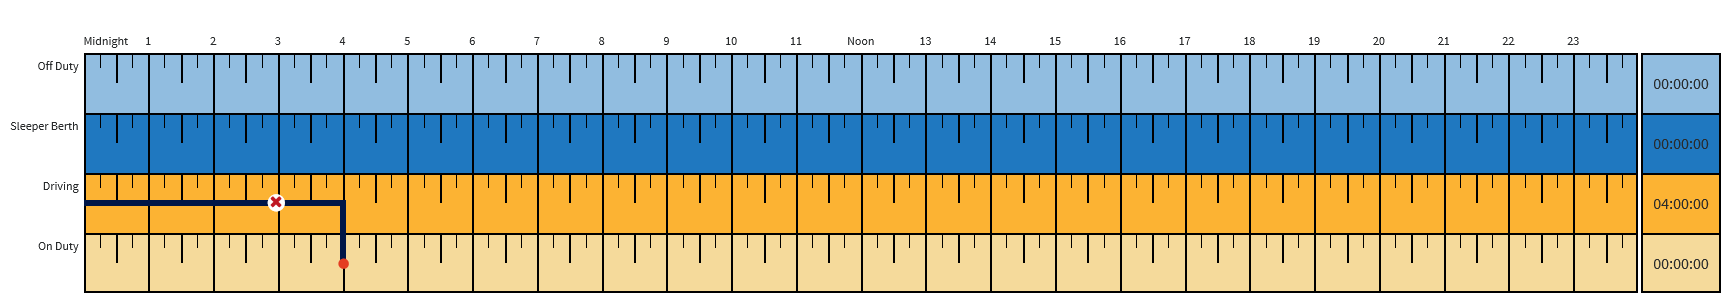 Midnight 1 2 3 4 5 6 7 8 9 10 11 Noon 13 14 15 16 17 18 19 20 21 22 23
Off Duty 00:00:00
Sleeper Berth 00:00:00
Driving 04:00:00
On Duty 00:00:00